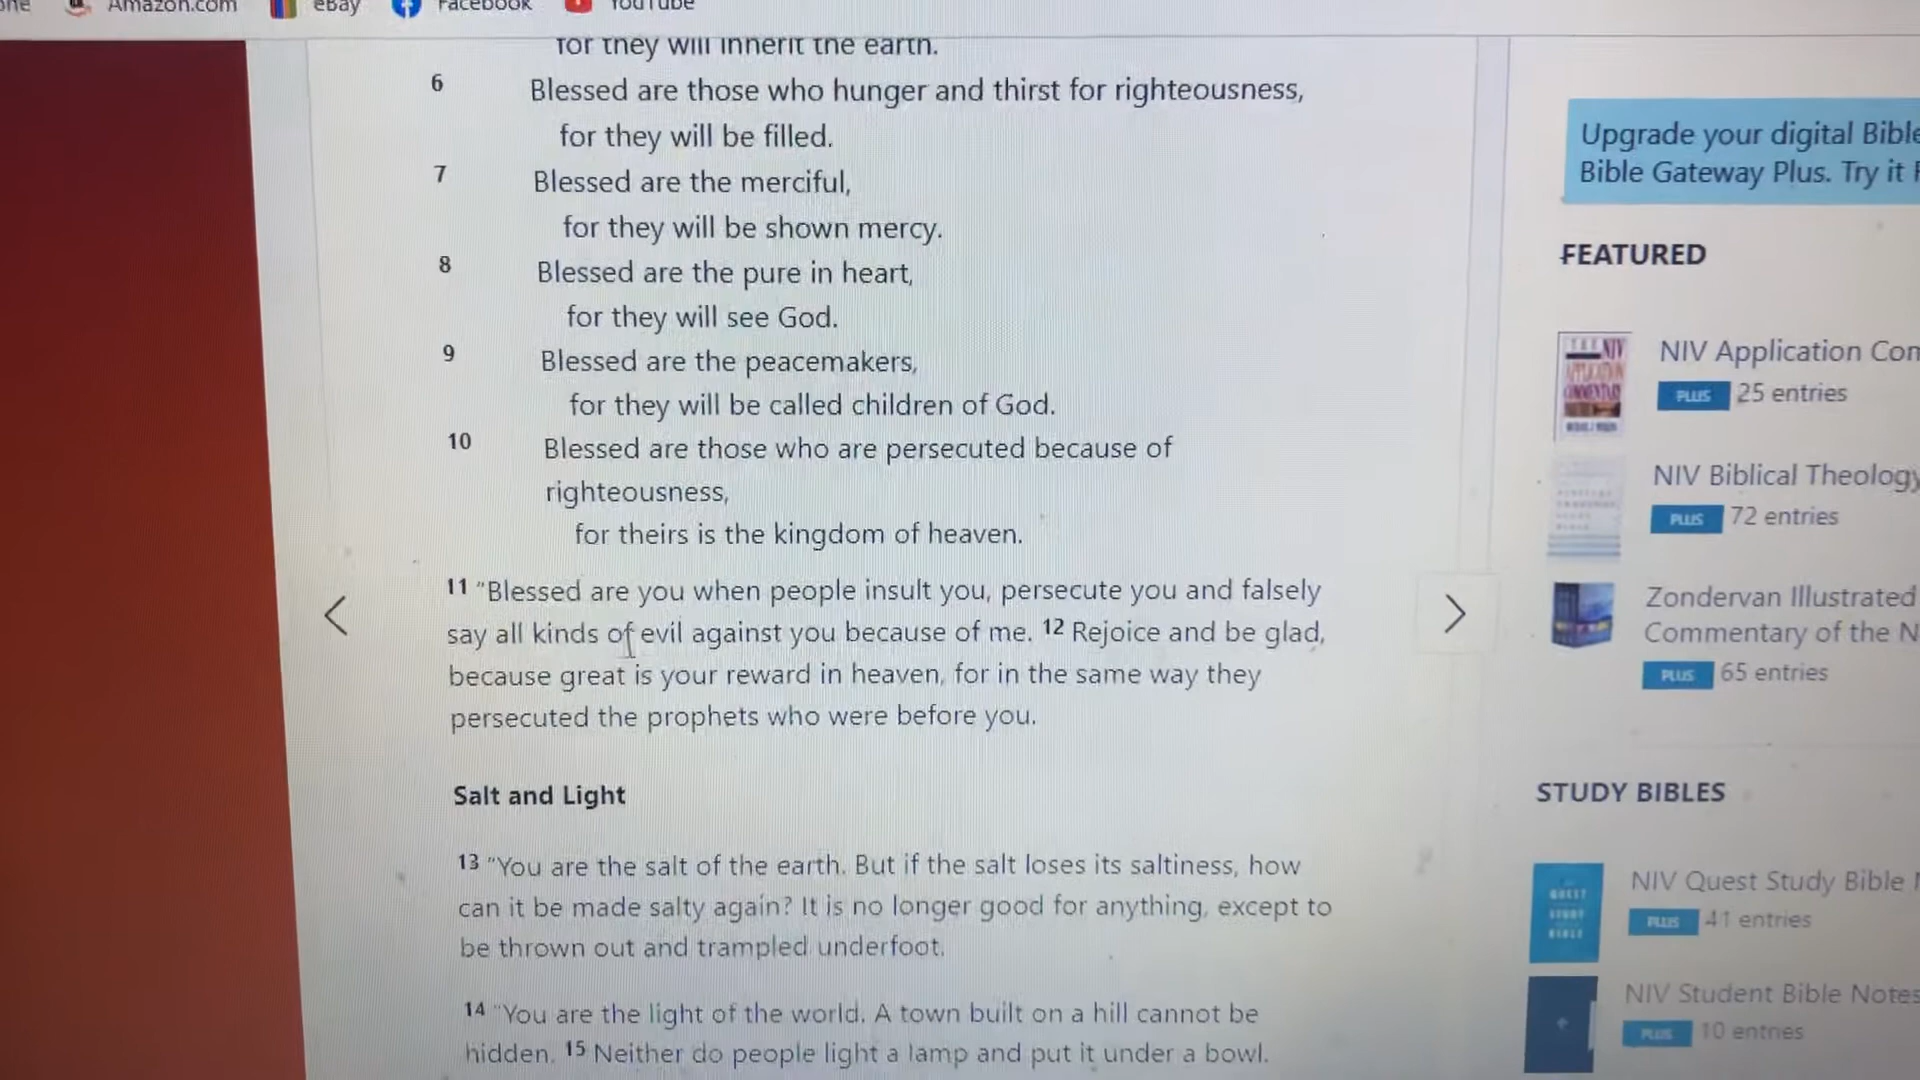 Amazon.com eBay Facebook YouTube
for they will inherit the earth.
6 Blessed are those who hunger and thirst for righteousness,
for they will be filled.
7 Blessed are the merciful,
for they will be shown mercy.
8 Blessed are the pure in heart,
for they will see God.
9 Blessed are the peacemakers,
for they will be called children of God.
10 Blessed are those who are persecuted because of
righteousness,
for theirs is the kingdom of heaven.
11 “Blessed are you when people insult you, persecute you and falsely
say all kinds of evil against you because of me. 12 Rejoice and be glad,
because great is your reward in heaven, for in the same way they
persecuted the prophets who were before you.
Salt and Light
13 “You are the salt of the earth. But if the salt loses its saltiness, how
can it be made salty again? It is no longer good for anything, except to
be thrown out and trampled underfoot.
14 “You are the light of the world. A town built on a hill cannot be
hidden. 15 Neither do people light a lamp and put it under a bowl.
Upgrade your digital Bible
Bible Gateway Plus. Try it
FEATURED
NIV Application
PLUS 25 entries
NIV Biblical Theology
PLUS 72 entries
Zondervan Illustrated
Commentary of the
PLUS 65 entries
STUDY BIBLES
NIV Quest Study Bible
PLUS 41 entries
QUEST
STUDY
BIBLE
NIV Student Bible Notes
PLUS 10 entries